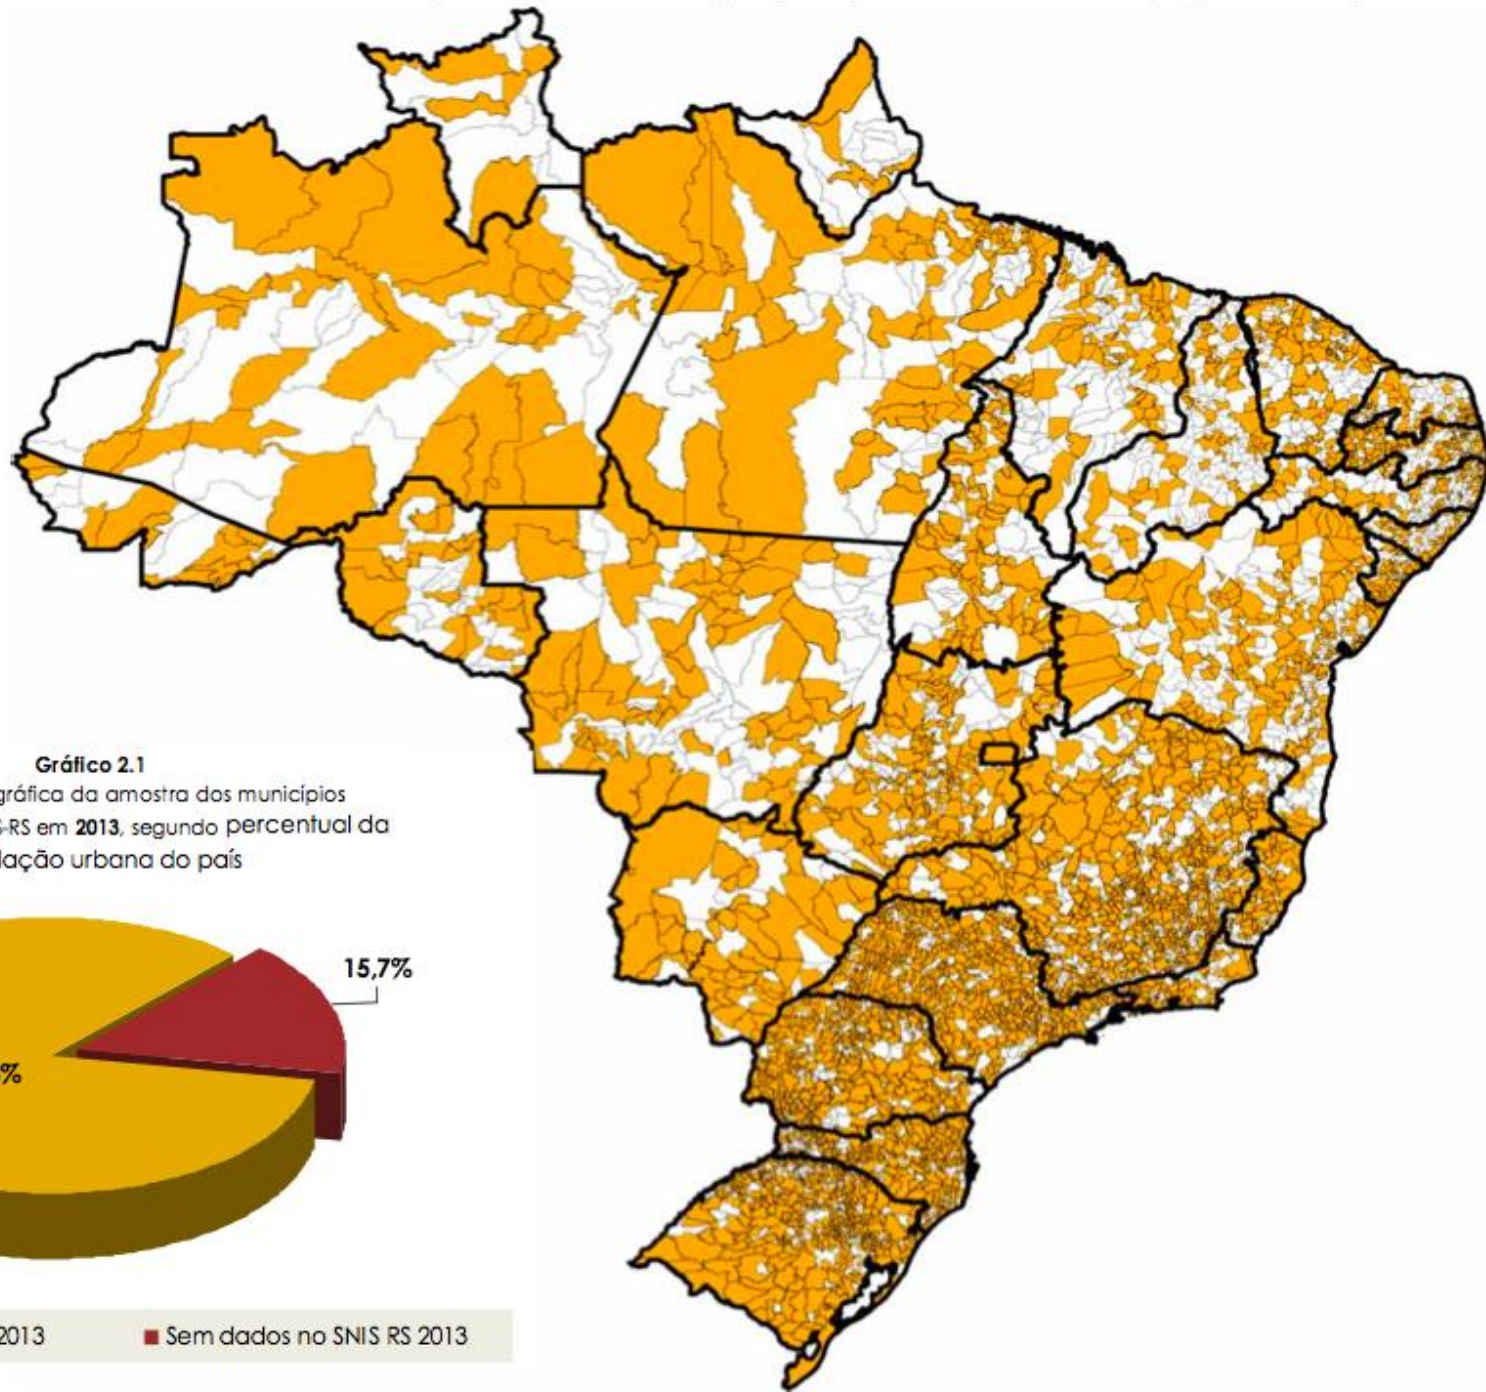 Gráfico 2.1
gráfica da amostra dos municípios
-RS em 2013, segundo percentual da
lação urbana do país
15,7%
%
2013
Sem dados no SNIS RS 2013